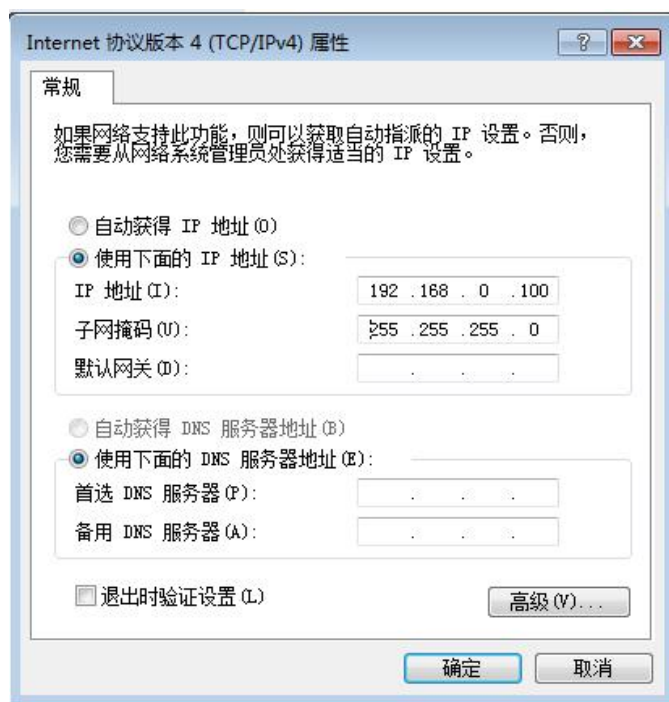 Internet 协议版本 4 (TCP/IPv4) 属性
常规
如果网络支持此功能，则可以获取自动指派的 IP 设置。否则，
您需要从网络系统管理员处获得适当的 IP 设置。
自动获得 IP 地址(O)
使用下面的 IP 地址(S):
IP 地址(I): 192 .168 . 0 .100
子网掩码(U): 255 .255 .255 . 0
默认网关(D): . . .
自动获得 DNS 服务器地址(B)
使用下面的 DNS 服务器地址(E):
首选 DNS 服务器(P): . . .
备用 DNS 服务器(A): . . .
退出时验证设置(L)
高级(V)...
确定 取消